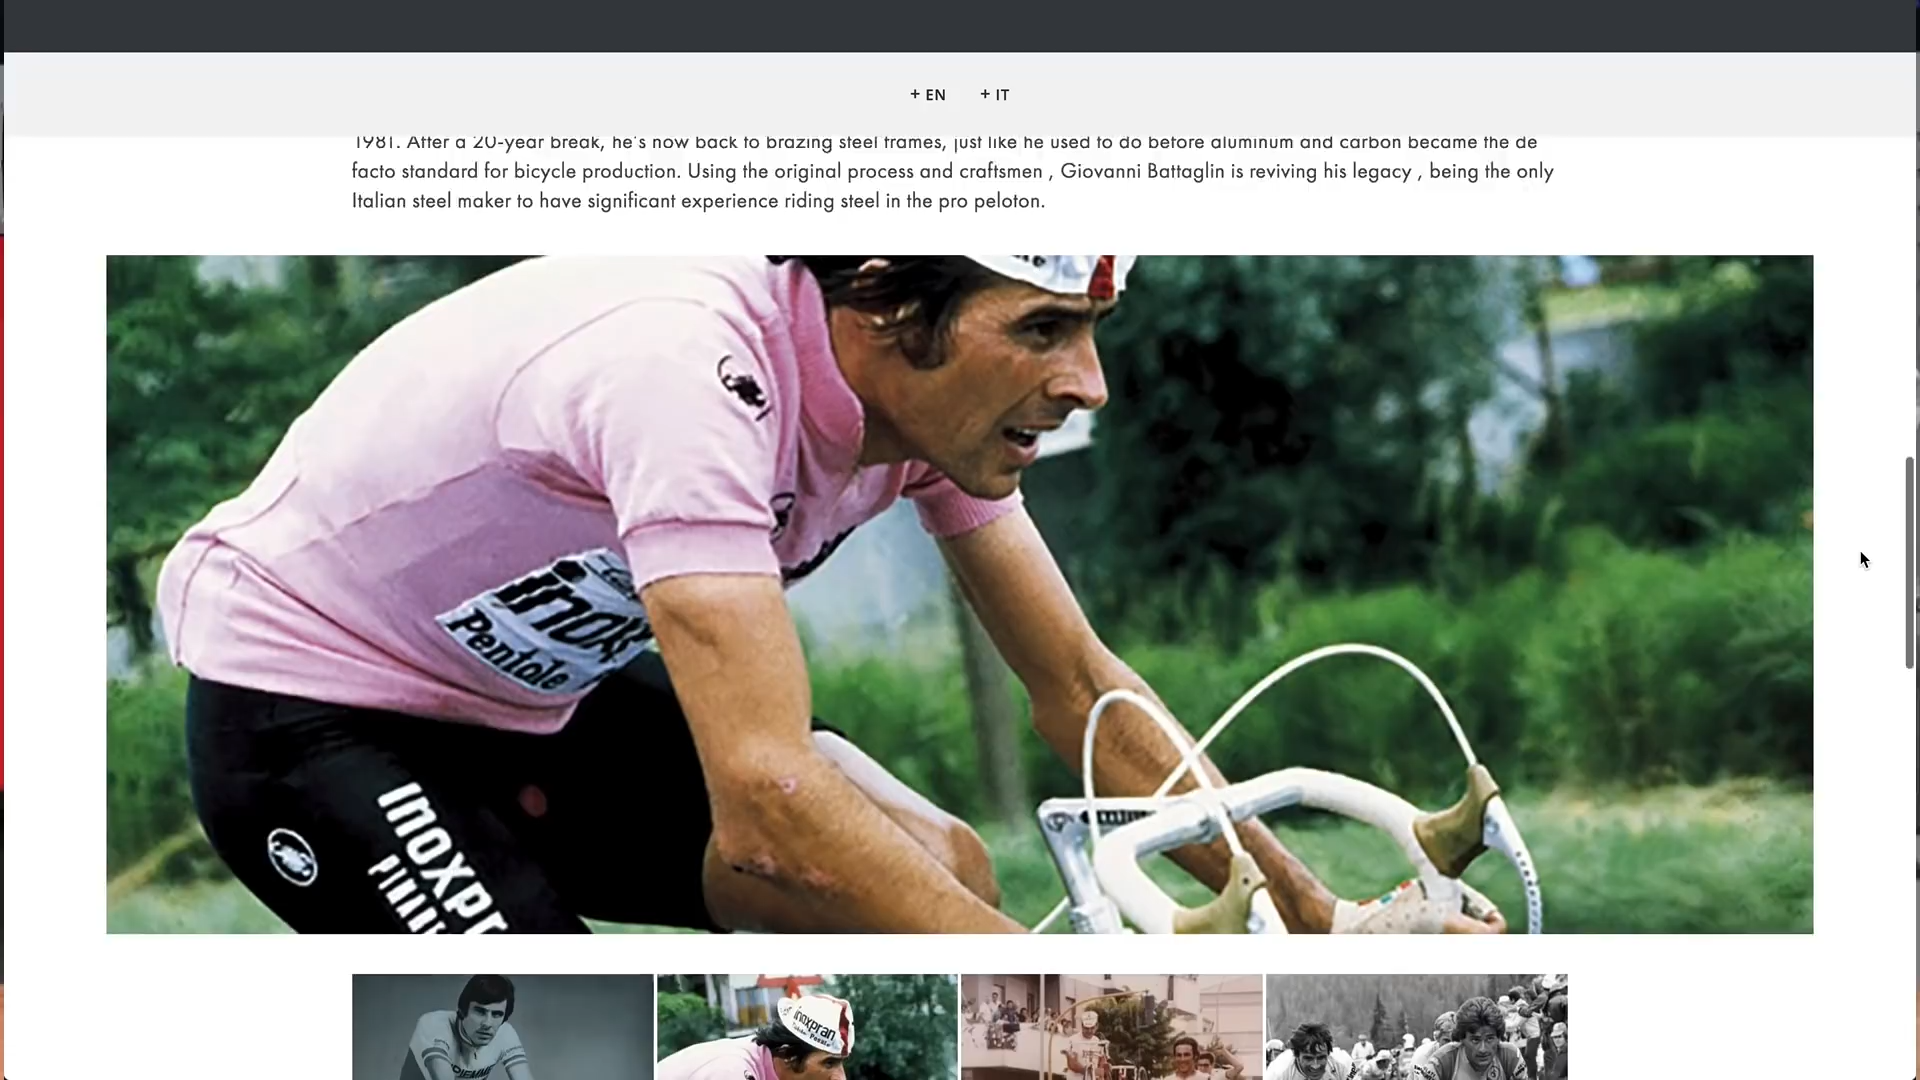 + EN + IT
1981. After a 20-year break, he's now back to brazing steel frames, just like he used to do before aluminum and carbon became the de
facto standard for bicycle production. Using the original process and craftsmen , Giovanni Battaglin is reviving his legacy , being the only
Italian steel maker to have significant experience riding steel in the pro peloton.
inox
Pentole
INOXPR
inoxpran